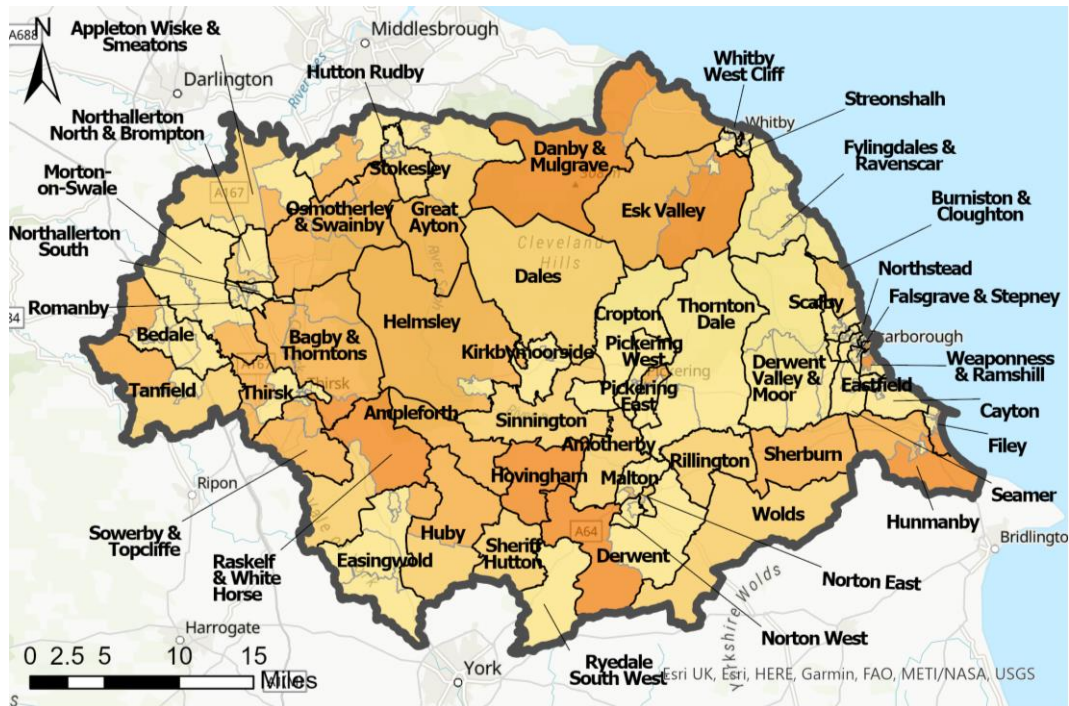 A688
N
Appleton Wiske &
Smeatons
Middlesbrough
Darlington
River Tees
Hutton Rudby
Whitby
West Cliff
Whitby
Streonshalh
Northallerton
North & Brompton
Morton-
on-Swale
Northallerton
South
Romanby
A167
Stokesley
Danby &
Mulgrave
Fylingdales &
Ravenscar
Osmotherley
& Swainby
Great
Ayton
Esk Valley
Burniston &
Cloughton
Cleveland
Hills
Dales
Northstead
Falsgrave & Stepney
Scalby
carborough
Weaponness
& Ramshill
Bedale
Bagby &
Thorntons
Helmsley
Cropton
Thornton
Dale
Kirkbymoorside
Pickering
West
Pickering
Pickering
East
Derwent
Valley &
Moor
Eastfield
Cayton
Filey
Seamer
Tanfield
A167
Thirsk
Thirsk
Ampleforth
Sinnington
Amotherby
Rillington
Sherburn
Hunmanby
Ripon
Hovingham
Malton
Wolds
Bridlington
Sowerby &
Topcliffe
Raskelf
& White
Horse
Huby
A64
Easingwold
Sheriff
Hutton
Derwent
Norton East
Norton West
Yorkshire Wolds
Harrogate
York
Ryedale
South West
0 2.5 5 10 15
Miles
Esri UK, Esri, HERE, Garmin, FAO, METI/NASA, USGS